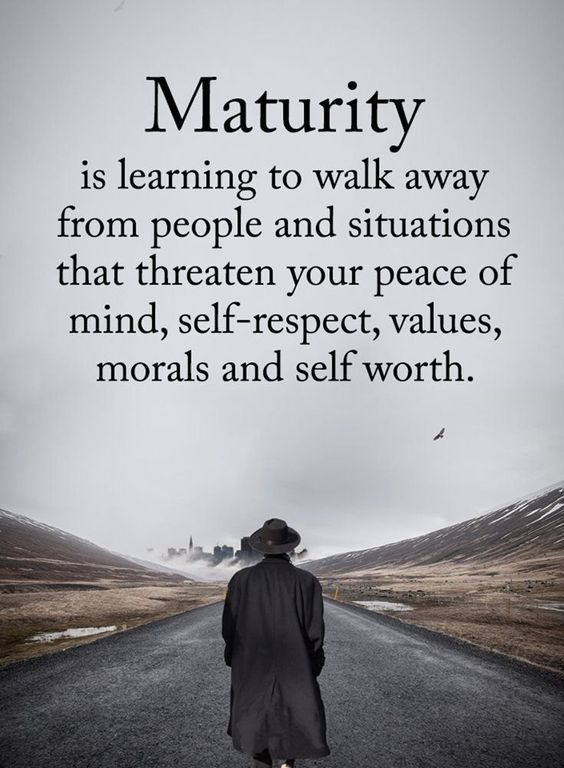 Maturity
is learning to walk away
from people and situations
that threaten your peace of
mind, self-respect, values,
morals and self worth.